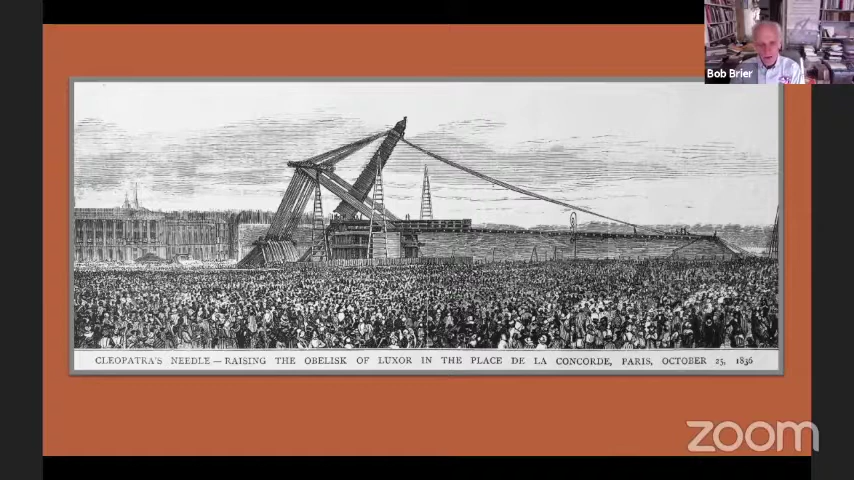 Bob Brier
CLEOPATRA'S NEEDLE — RAISING THE OBELISK OF LUXOR IN THE PLACE DE LA CONCORDE, PARIS, OCTOBER 25, 1836
zoom